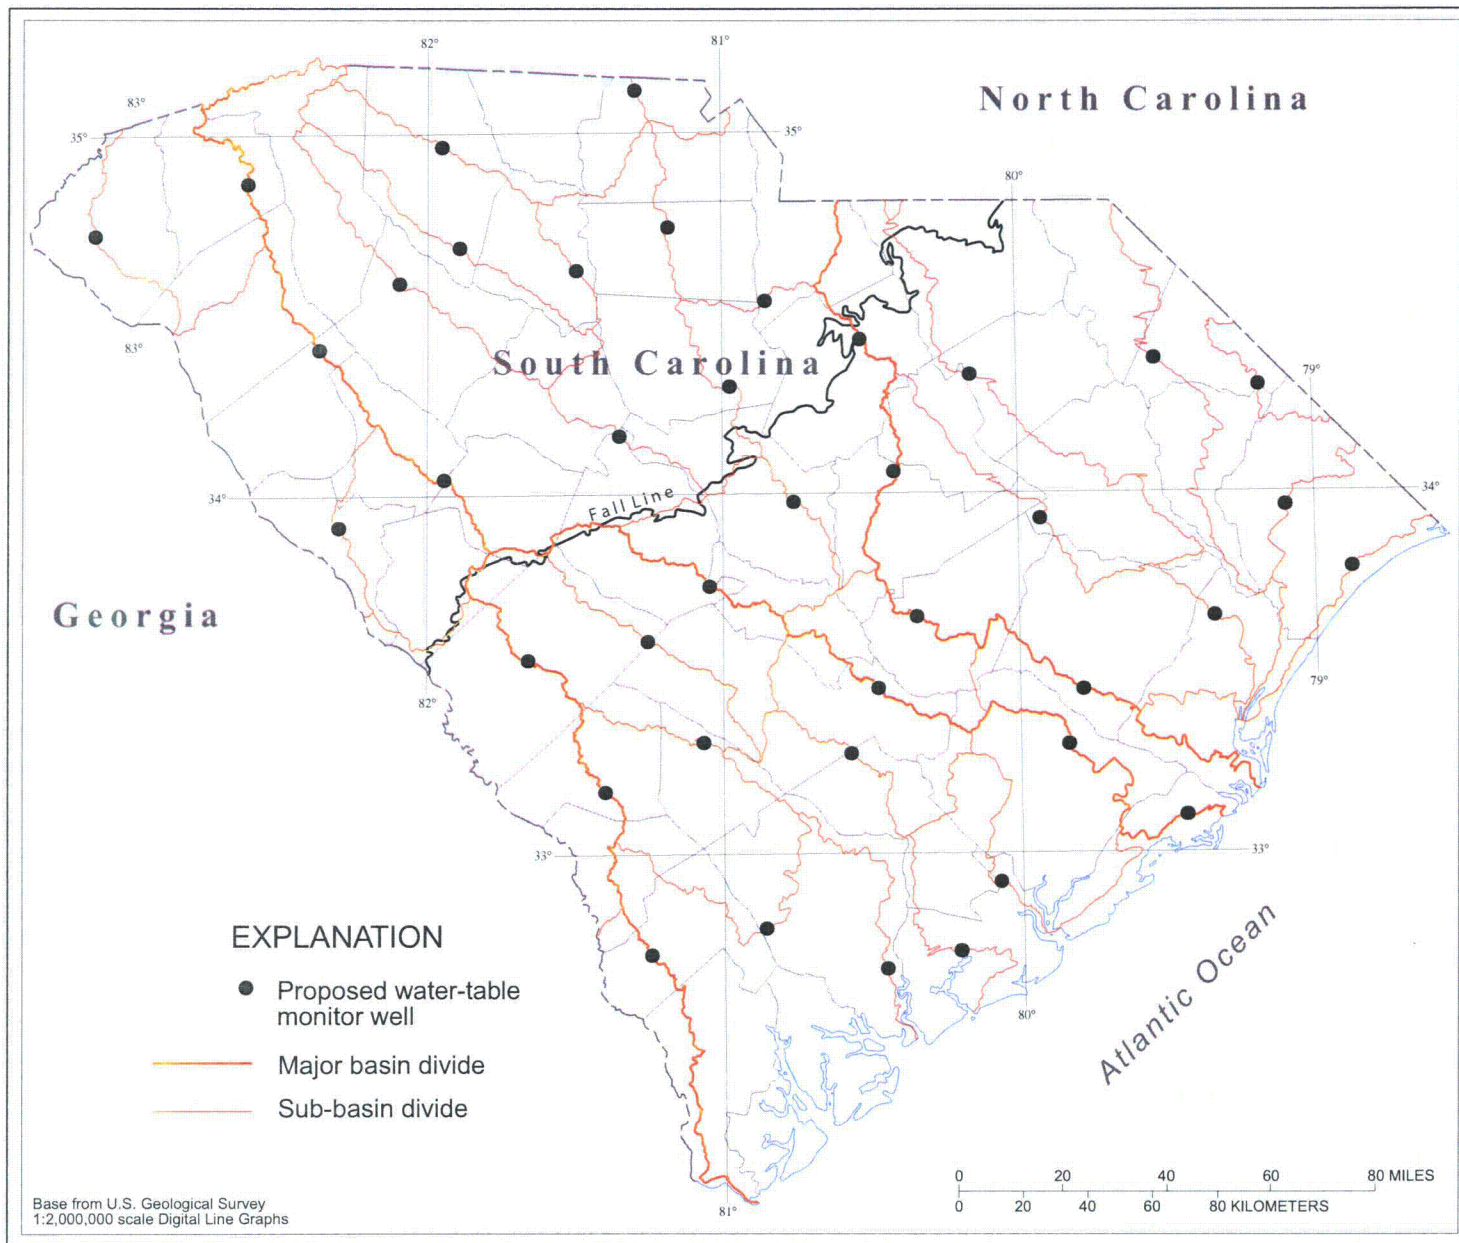 82°
81°
North Carolina
83°
35°
35°
80°
83°
South Carolina
79°
34°
Fall Line
34°
Georgia
82°
79°
33°
33°
EXPLANATION
Proposed water-table
monitor well
Major basin divide
Sub-basin divide
Atlantic Ocean
80°
81°
0 20 40 60 80 MILES
0 20 40 60 80 KILOMETERS
Base from U.S. Geological Survey
1:2,000,000 scale Digital Line Graphs